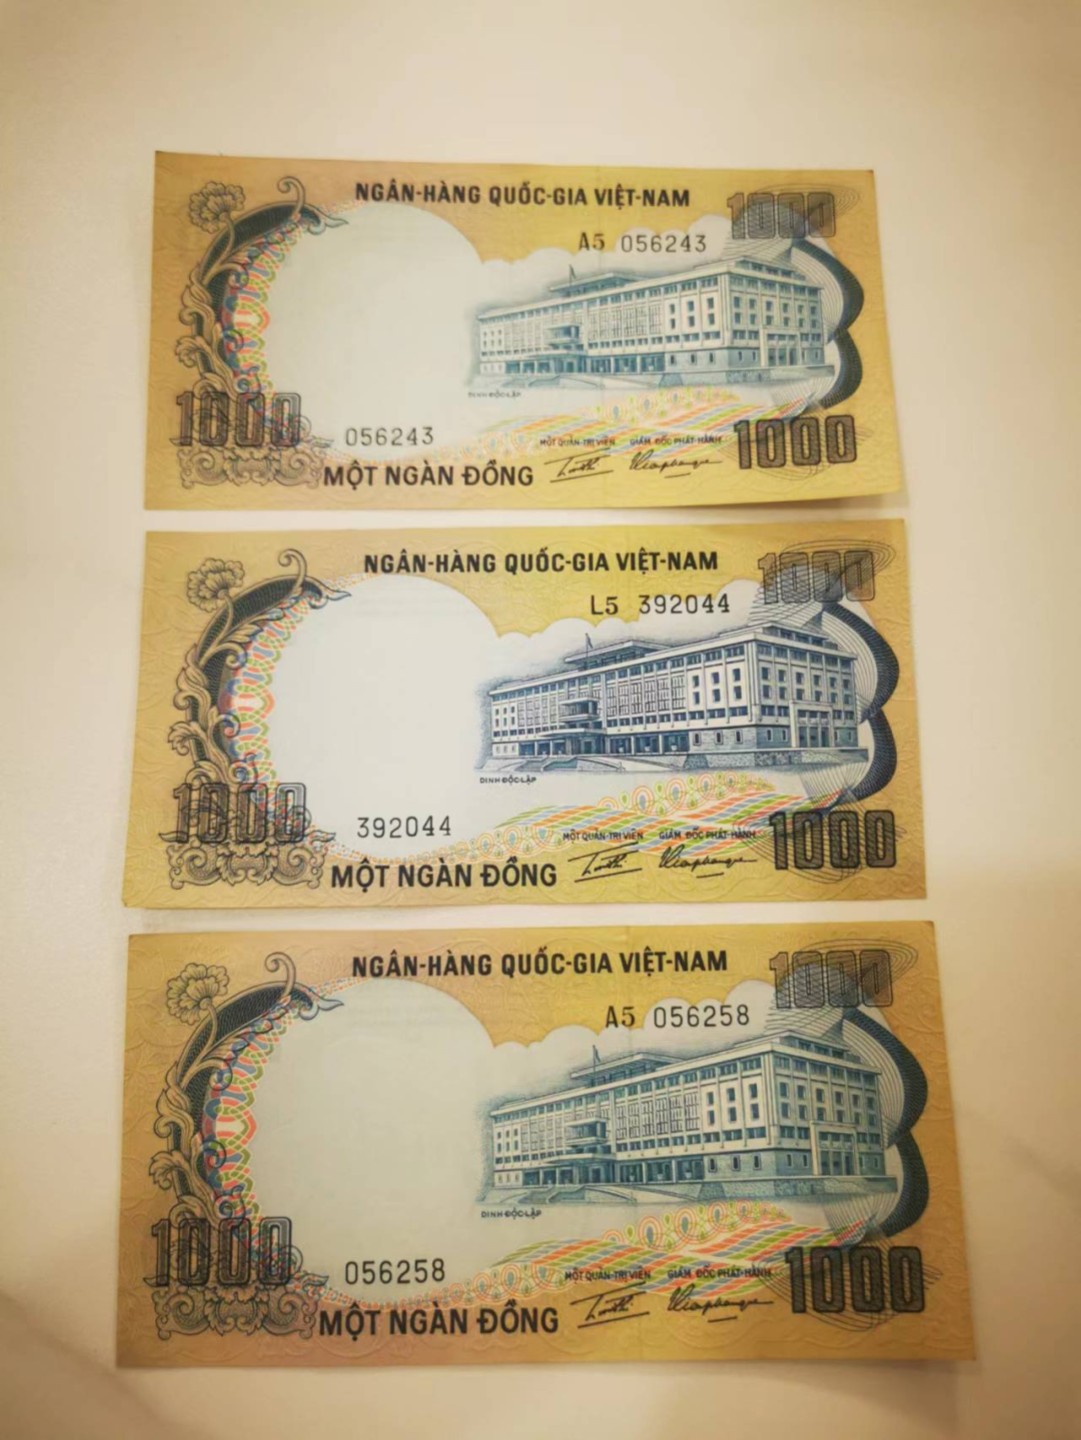 NGÂN-HÀNG QUỐC-GIA VIỆT-NAM
1000
A5 056243
DINH ĐỘC-LẬP
1000
056243
MỘT QUẢN-TRỊ VIÊN GIÁM ĐỐC PHÁT-HÀNH
1000
MỘT NGÀN ĐỒNG
NGÂN-HÀNG QUỐC-GIA VIỆT-NAM
1000
L5 392044
DINH ĐỘC-LẬP
1000
392044
MỘT QUẢN-TRỊ VIÊN GIÁM ĐỐC PHÁT-HÀNH
1000
MỘT NGÀN ĐỒNG
NGÂN-HÀNG QUỐC-GIA VIỆT-NAM
1000
A5 056258
DINH ĐỘC-LẬP
1000
056258
MỘT QUẢN-TRỊ VIÊN GIÁM ĐỐC PHÁT-HÀNH
1000
MỘT NGÀN ĐỒNG